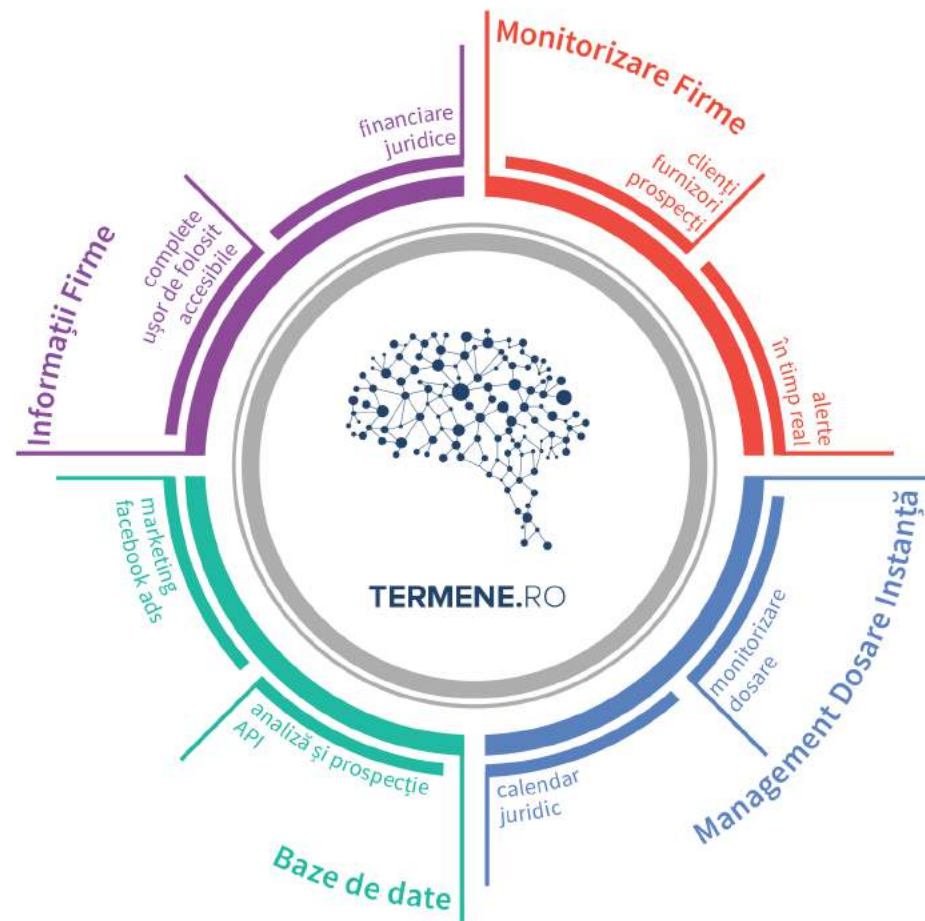 Monitorizare Firme
clienți
furnizori
prospecți
alerte
în timp real
Management Dosare Instanță
monitorizare
dosare
calendar
juridic
Baze de date
analiză și prospecție
API
marketing
facebook ads
Informații Firme
complete
ușor de folosit
accesibile
financiare
juridice
TERMENE.RO